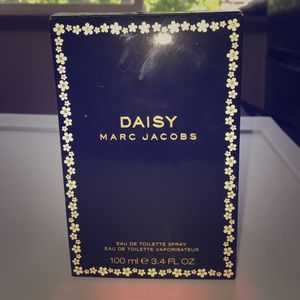 DAISY
MARC JACOBS
EAU DE TOILETTE SPRAY
EAU DE TOILETTE VAPORISATEUR
100 ml ℮ 3.4 FL OZ